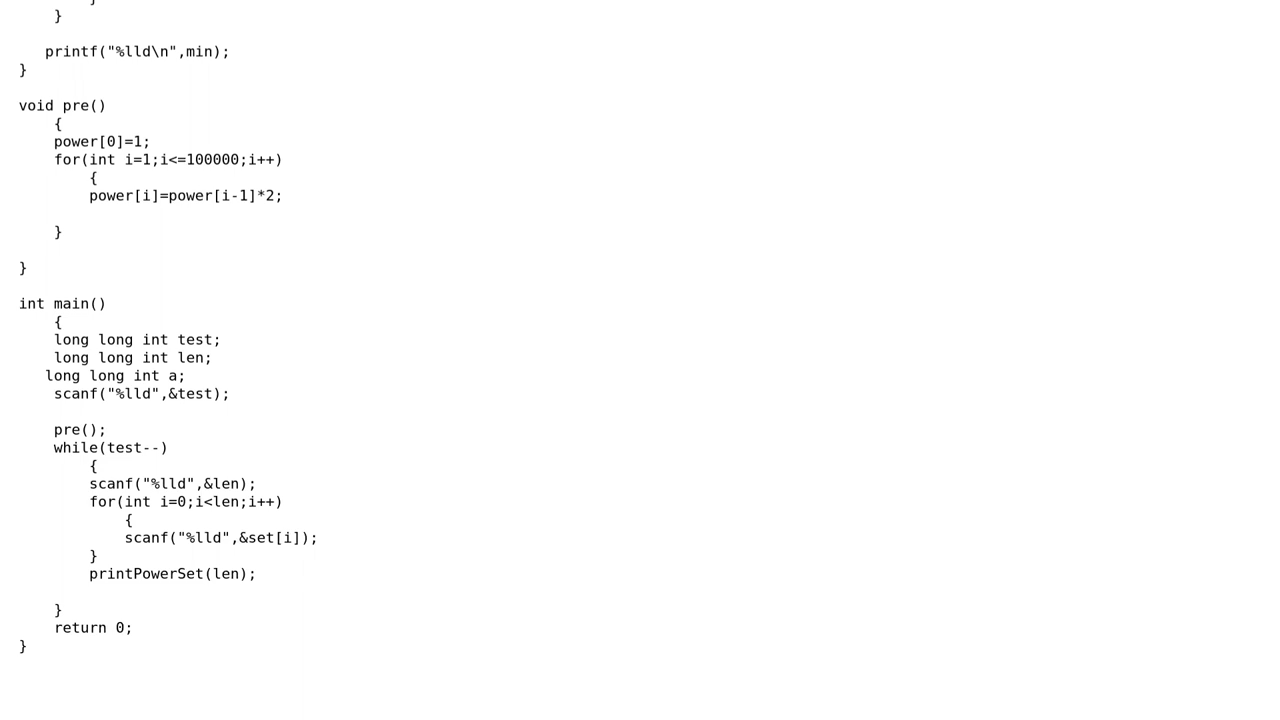 }
}
printf("%lld\n",min);
}
void pre()
{
power[0]=1;
for(int i=1;i<=100000;i++)
{
power[i]=power[i-1]*2;
}
}
int main()
{
long long int test;
long long int len;
long long int a;
scanf("%lld",&test);
pre();
while(test--)
{
scanf("%lld",&len);
for(int i=0;i<len;i++)
{
scanf("%lld",&set[i]);
}
printPowerSet(len);
}
return 0;
}